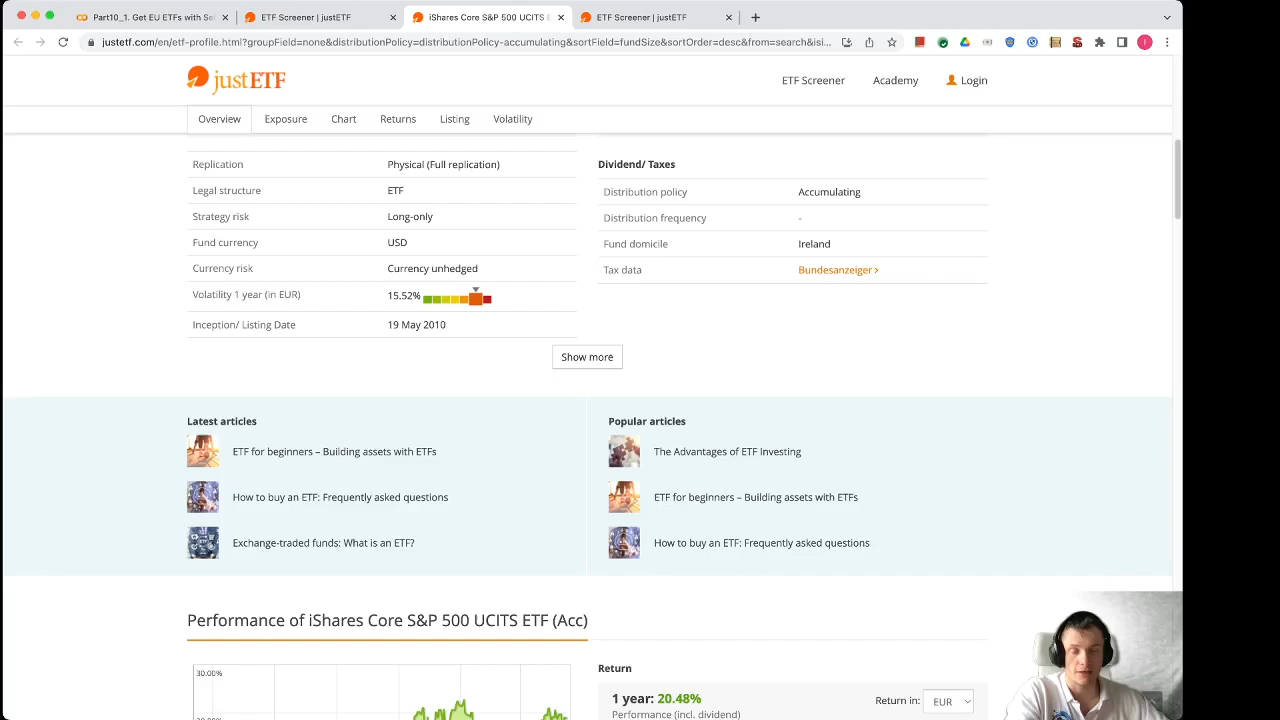 Part10_1. Get EU ETFs with Sel
ETF Screener | justETF
iShares Core S&P 500 UCITS E
ETF Screener | justETF
justetf.com/en/etf-profile.html?groupField=none&distributionPolicy=distributionPolicy-accumulating&sortField=fundSize&sortOrder=desc&from=search&isi...
justETF
ETF Screener
Academy
Login
Overview
Exposure
Chart
Returns
Listing
Volatility
Replication Physical (Full replication)
Legal structure ETF
Strategy risk Long-only
Fund currency USD
Currency risk Currency unhedged
Volatility 1 year (in EUR) 15.52%
Inception/ Listing Date 19 May 2010
Dividend/ Taxes
Distribution policy Accumulating
Distribution frequency -
Fund domicile Ireland
Tax data Bundesanzeiger >
Show more
Latest articles
ETF for beginners – Building assets with ETFs
How to buy an ETF: Frequently asked questions
Exchange-traded funds: What is an ETF?
Popular articles
The Advantages of ETF Investing
ETF for beginners – Building assets with ETFs
How to buy an ETF: Frequently asked questions
Performance of iShares Core S&P 500 UCITS ETF (Acc)
30.00%
Return
1 year: 20.48%
Performance (incl. dividend)
Return in: EUR